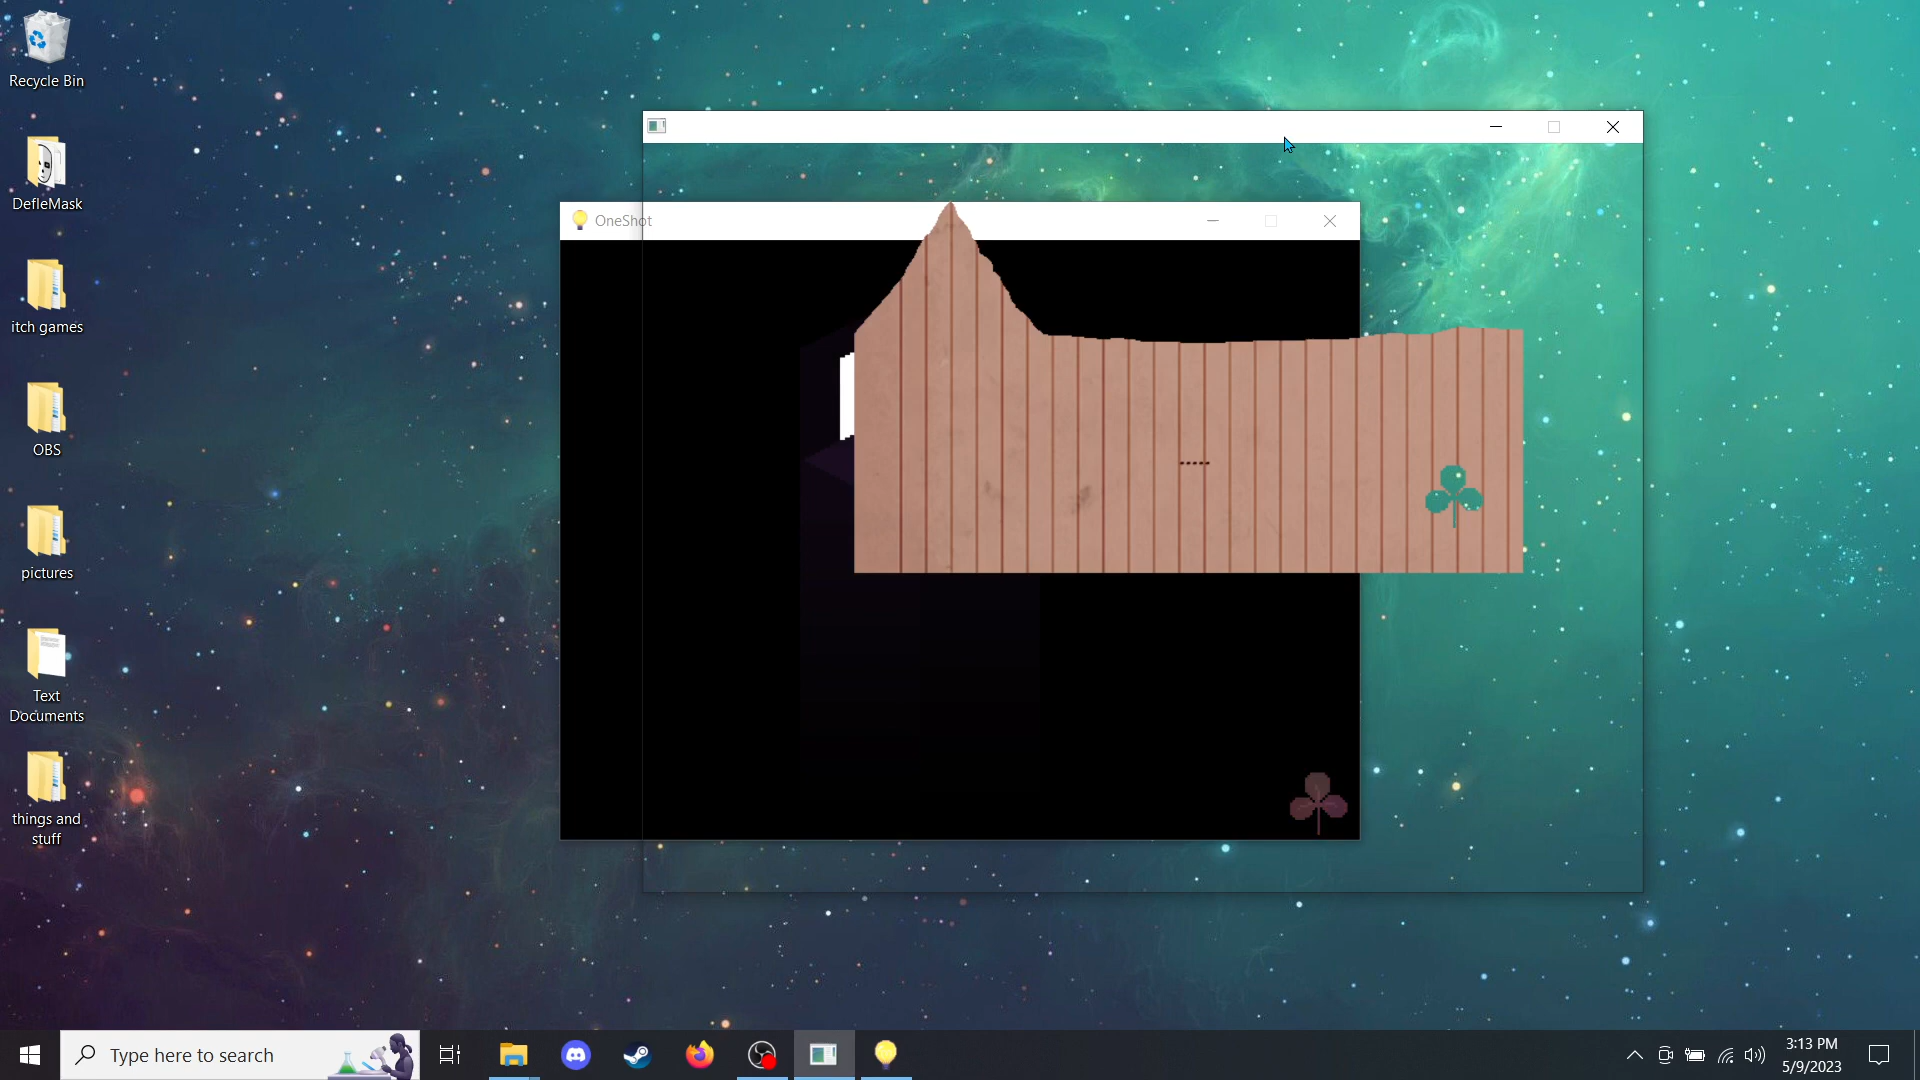 Recycle Bin
DefleMask
itch games
OBS
pictures
Text
Documents
things and
stuff
OneShot
Type here to search
3:13 PM
5/9/2023